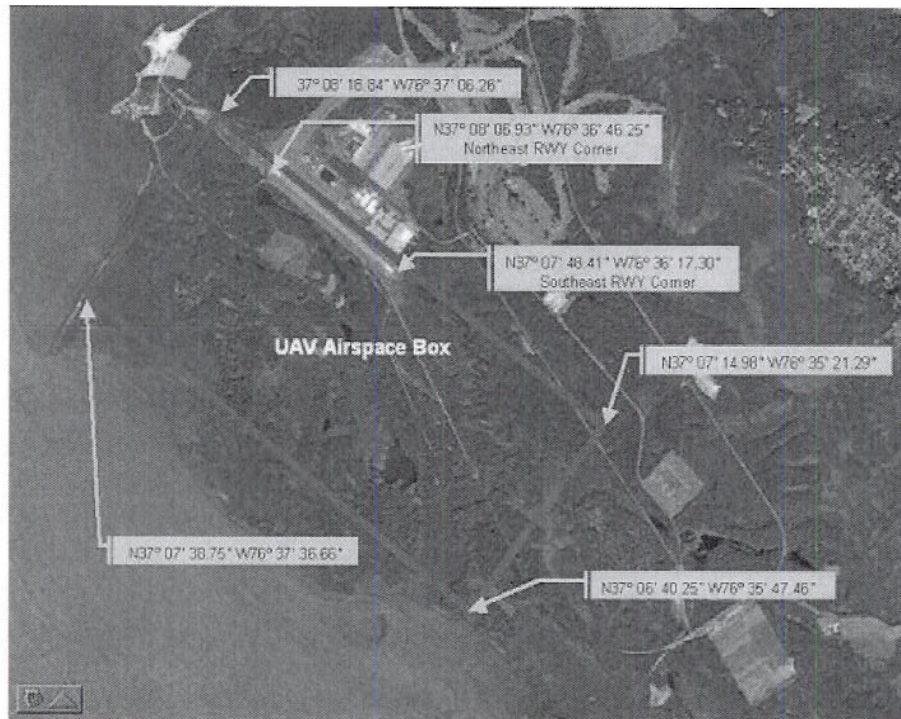 37° 08' 18.84" W76° 37' 06.26"
N37° 08' 06.93" W76° 36' 46.25"
Northeast RWY Corner
N37° 07' 48.41" W76° 36' 17.30"
Southeast RWY Corner
UAV Airspace Box
N37° 07' 14.98" W76° 35' 21.29"
N37° 07' 38.75" W76° 37' 36.66"
N37° 06' 40.25" W76° 35' 47.46"